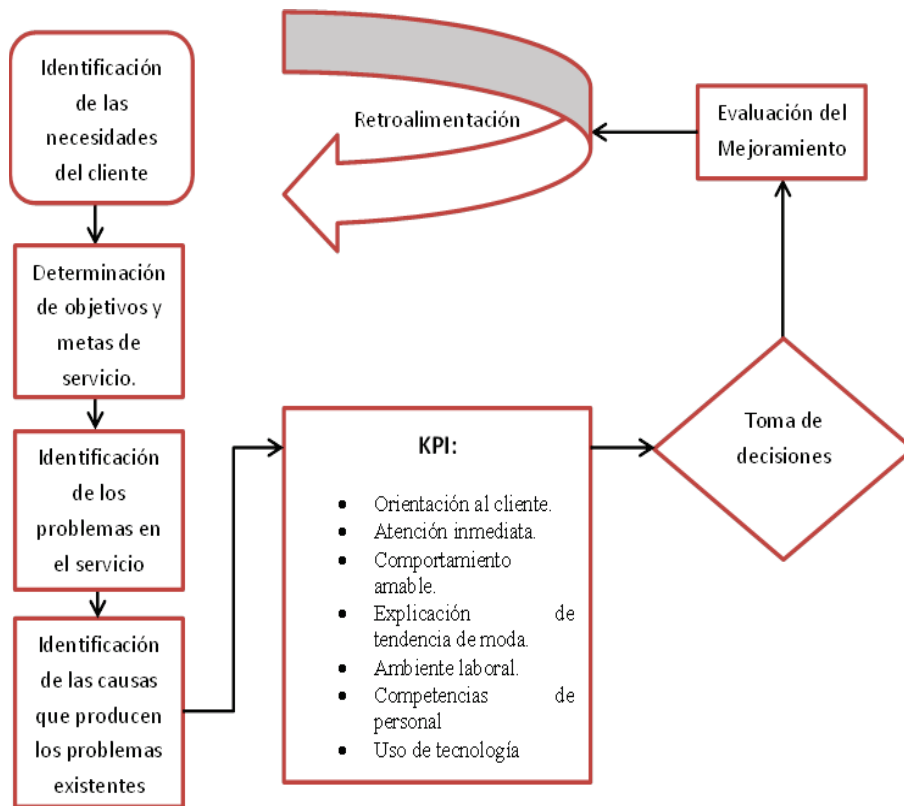 Identificación
de las
necesidades
del cliente
Determinación
de objetivos y
metas de
servicio.
Identificación
de los
problemas en
el servicio
Identificación
de las causas
que producen
los problemas
existentes
KPI:
• Orientación al cliente.
• Atención inmediata.
• Comportamiento
amable.
• Explicación de
tendencia de moda.
• Ambiente laboral.
• Competencias de
personal
• Uso de tecnología
Toma de
decisiones
Evaluación del
Mejoramiento
Retroalimentación